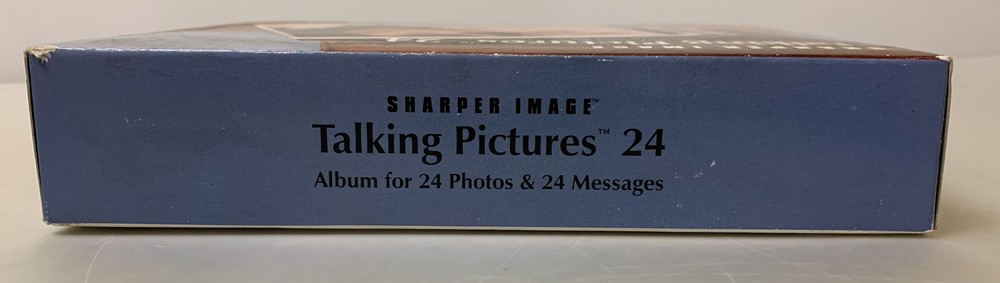 SHARPER IMAGE™
Talking Pictures™ 24
Album for 24 Photos & 24 Messages